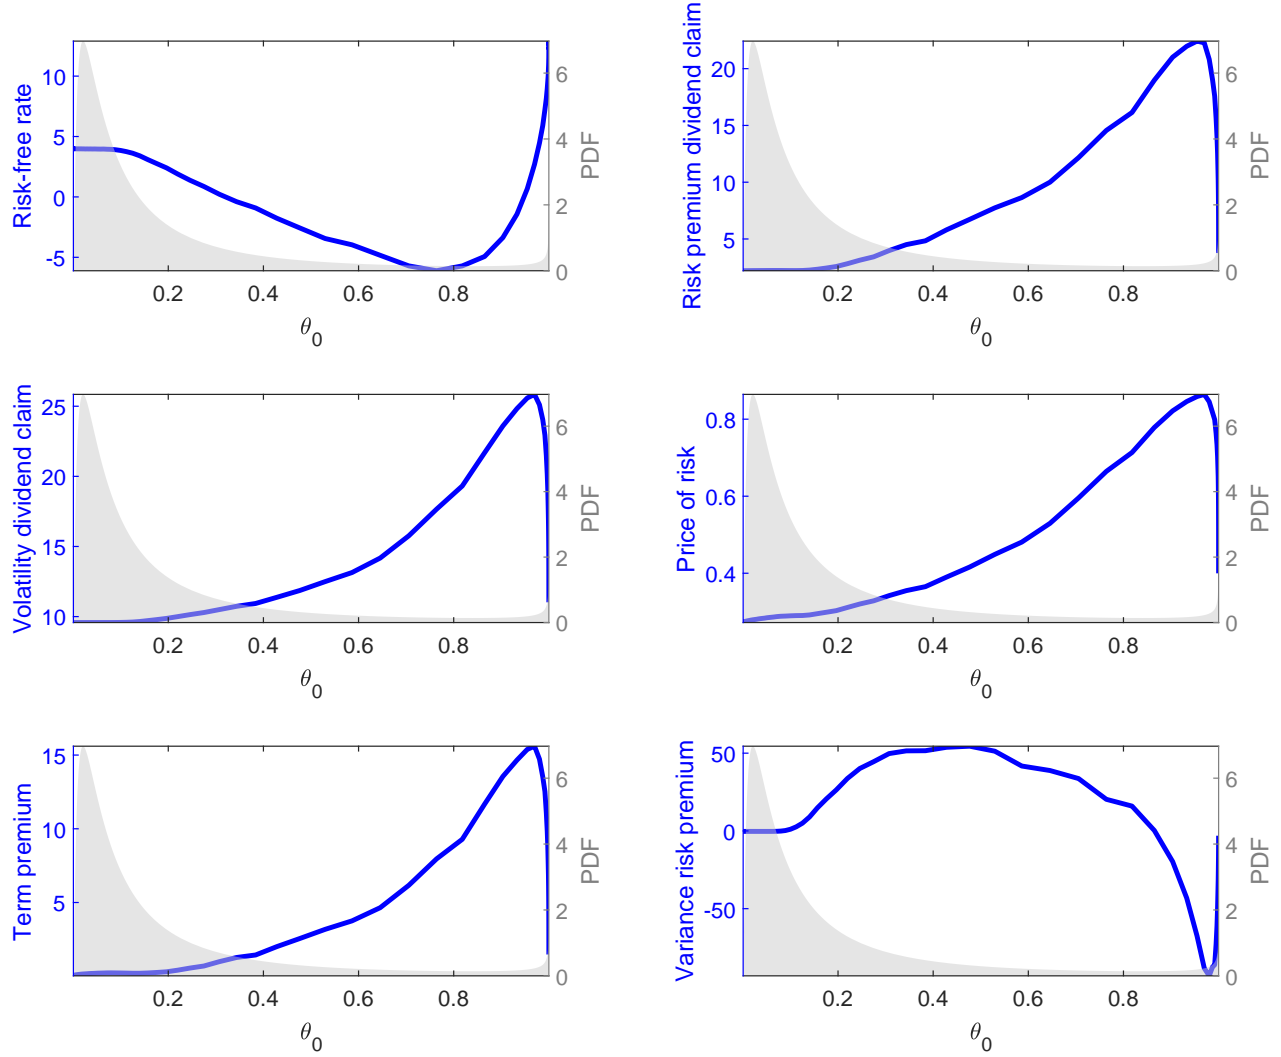 Risk-free rate
10
5
0
-5
6
4
2
0
PDF
0.2 0.4 0.6 0.8
θ0
Risk premium dividend claim
20
15
10
5
6
4
2
0
PDF
0.2 0.4 0.6 0.8
θ0
Volatility dividend claim
25
20
15
10
6
4
2
0
PDF
0.2 0.4 0.6 0.8
θ0
Price of risk
0.8
0.6
0.4
6
4
2
0
PDF
0.2 0.4 0.6 0.8
θ0
Term premium
15
10
5
6
4
2
0
PDF
0.2 0.4 0.6 0.8
θ0
Variance risk premium
50
0
-50
6
4
2
0
PDF
0.2 0.4 0.6 0.8
θ0